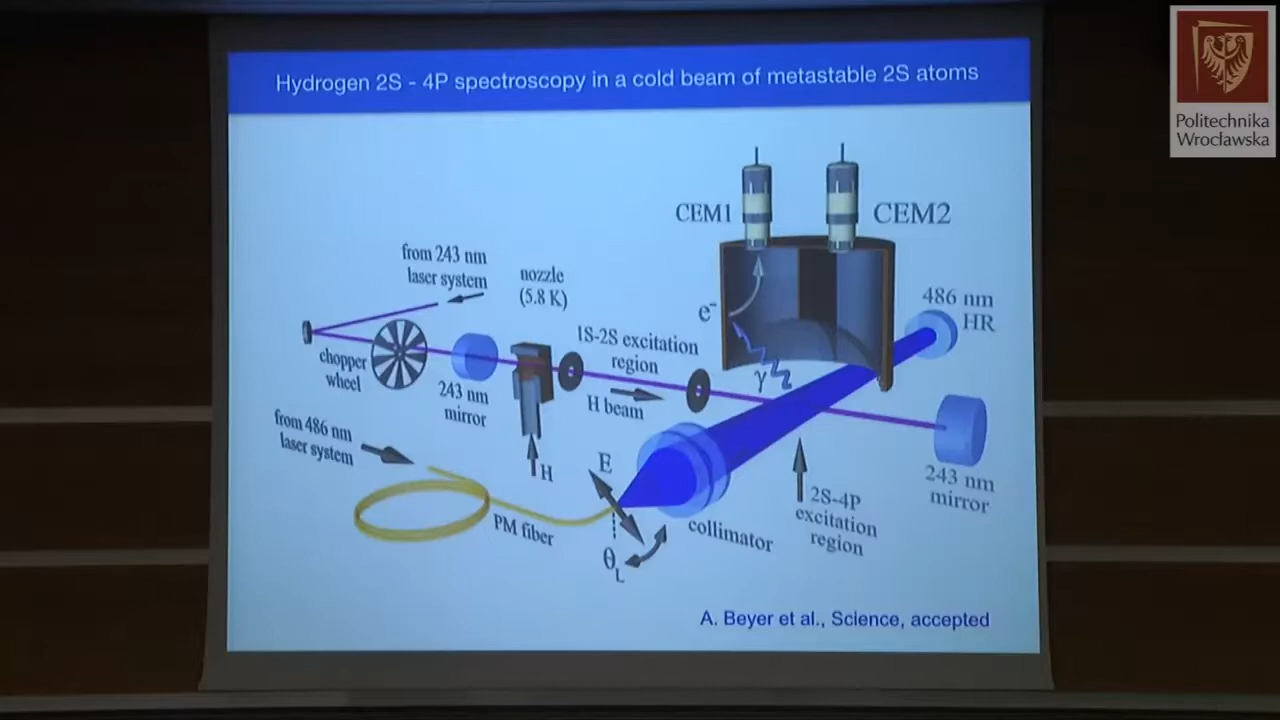 Hydrogen 2S - 4P spectroscopy in a cold beam of metastable 2S atoms
Politechnika
Wrocławska
CEM1
CEM2
from 243 nm
laser system
nozzle
(5.8 K)
e-
486 nm
HR
chopper
wheel
1S-2S excitation
region
γ
243 nm
mirror
H beam
from 486 nm
laser system
H
E
243 nm
mirror
2S-4P
excitation
region
PM fiber
collimator
θL
A. Beyer et al., Science, accepted